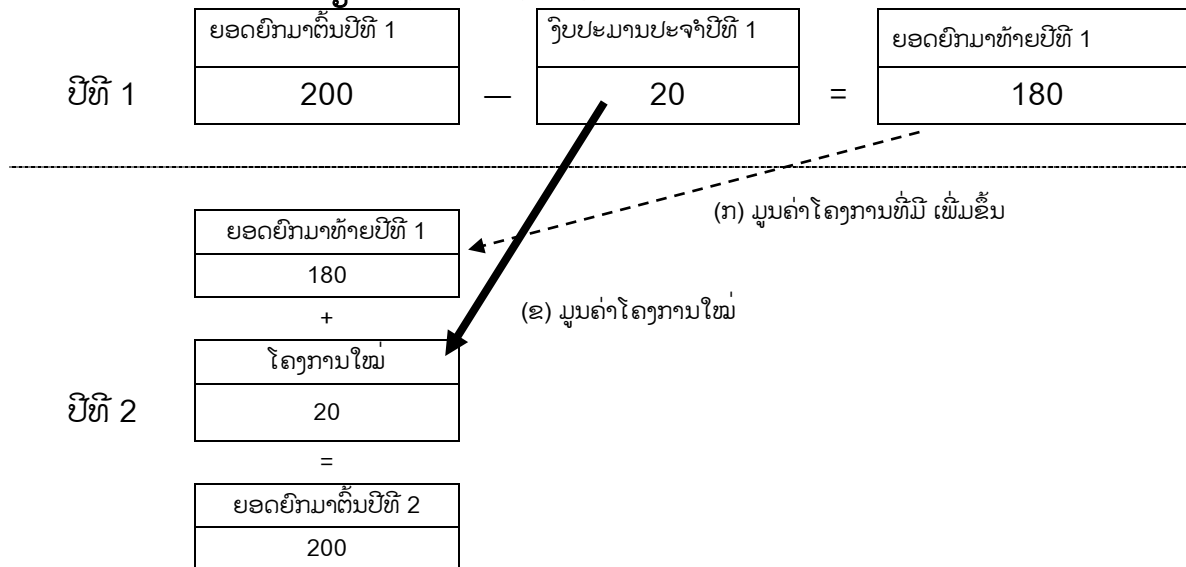 ຍອດຍົກມາຕົ້ນປີທີ 1
ງົບປະມານປະຈຳປີທີ 1
ຍອດຍົກມາທ້າຍປີທີ 1
ປີທີ 1
200
—
20
=
180
(ກ) ມູນຄ່າໂຄງການທີ່ມີ ເພີ່ມຂຶ້ນ
ຍອດຍົກມາທ້າຍປີທີ 1
180
+
(ຂ) ມູນຄ່າໂຄງການໃໝ່
ໂຄງການໃໝ່
ປີທີ 2
20
=
ຍອດຍົກມາຕົ້ນປີທີ 2
200